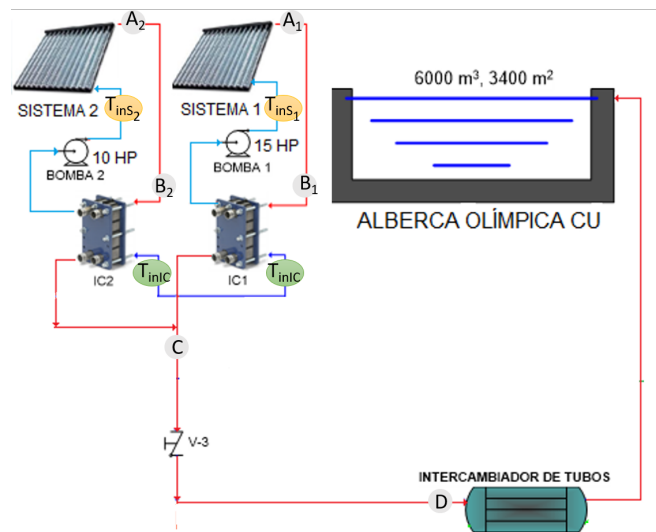 A2
A1
6000 m³, 3400 m²
SISTEMA 2
TinS2
SISTEMA 1
TinS1
10 HP
BOMBA 2
15 HP
BOMBA 1
B2
B1
ALBERCA OLÍMPICA CU
IC2
TinIC
IC1
TinIC
C
V-3
INTERCAMBIADOR DE TUBOS
D